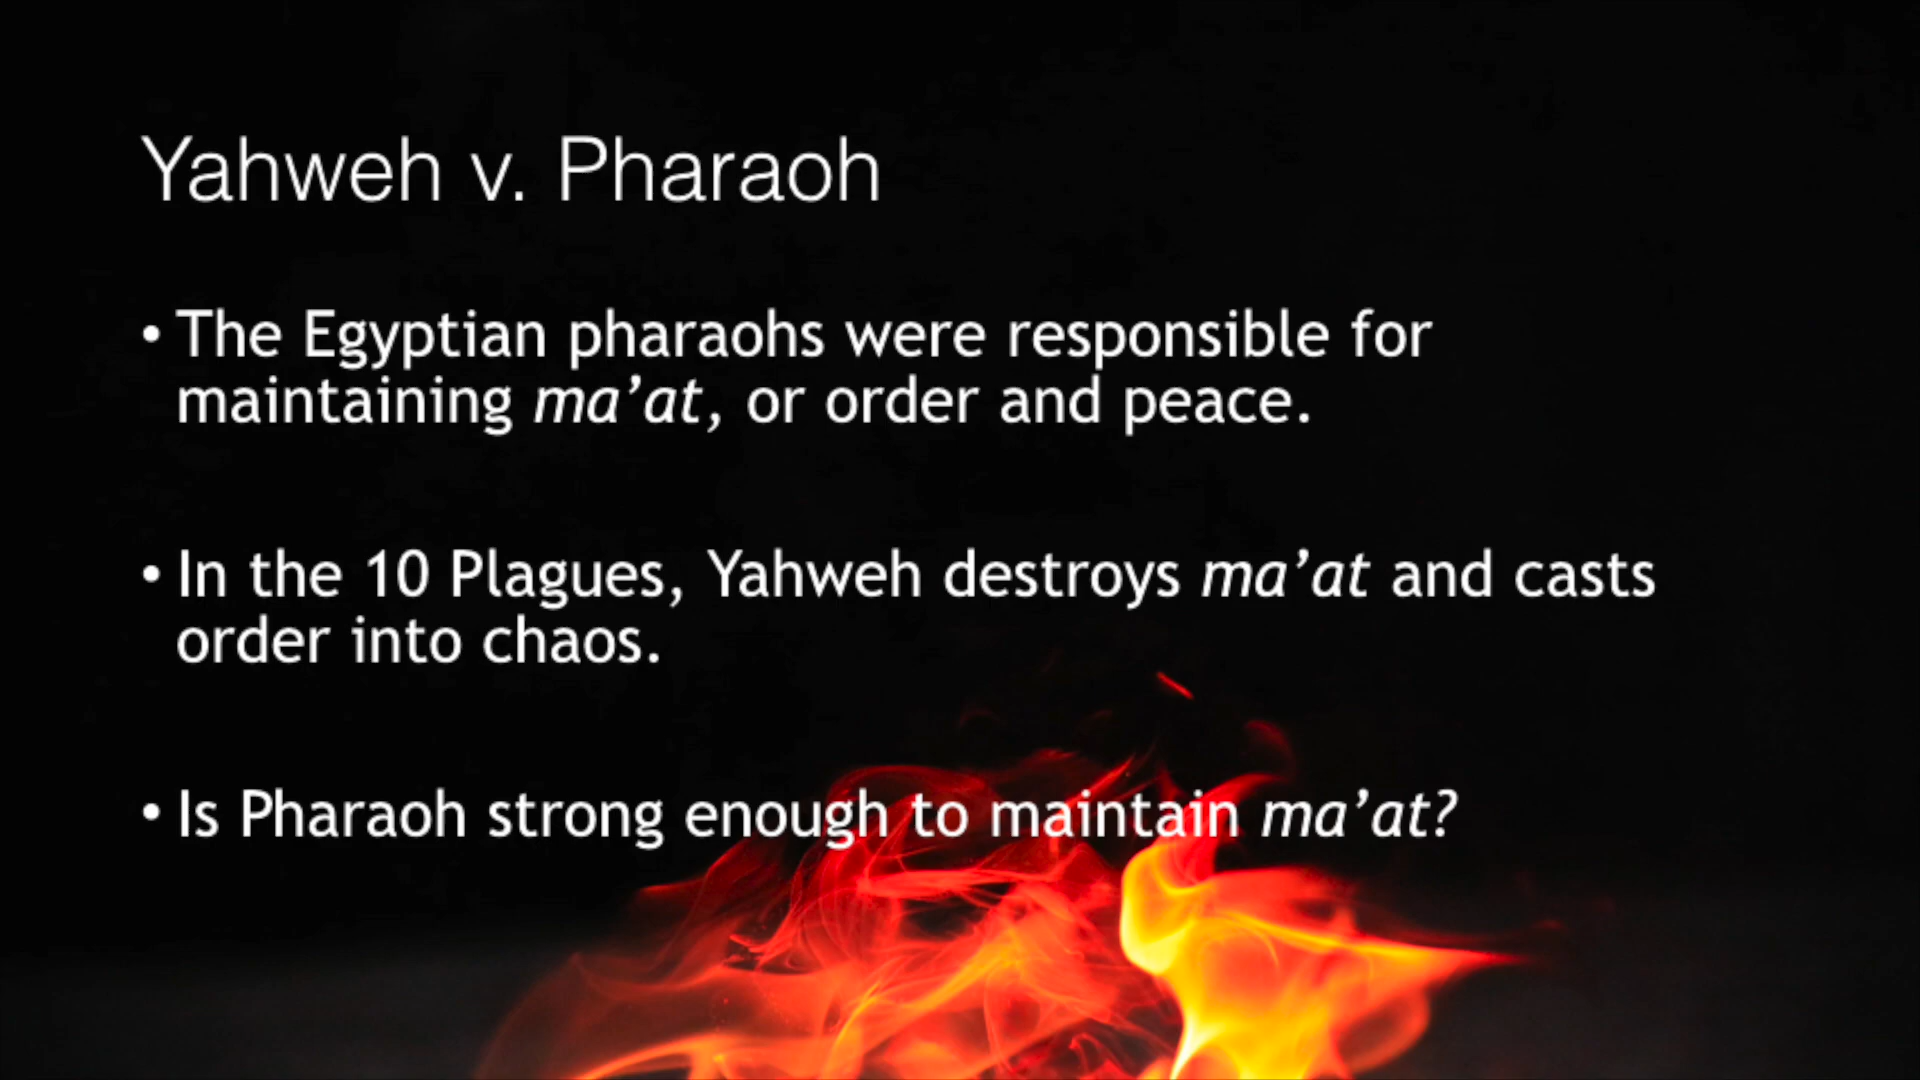 Yahweh v. Pharaoh
• The Egyptian pharaohs were responsible for
maintaining ma’at, or order and peace.
• In the 10 Plagues, Yahweh destroys ma’at and casts
order into chaos.
• Is Pharaoh strong enough to maintain ma’at?